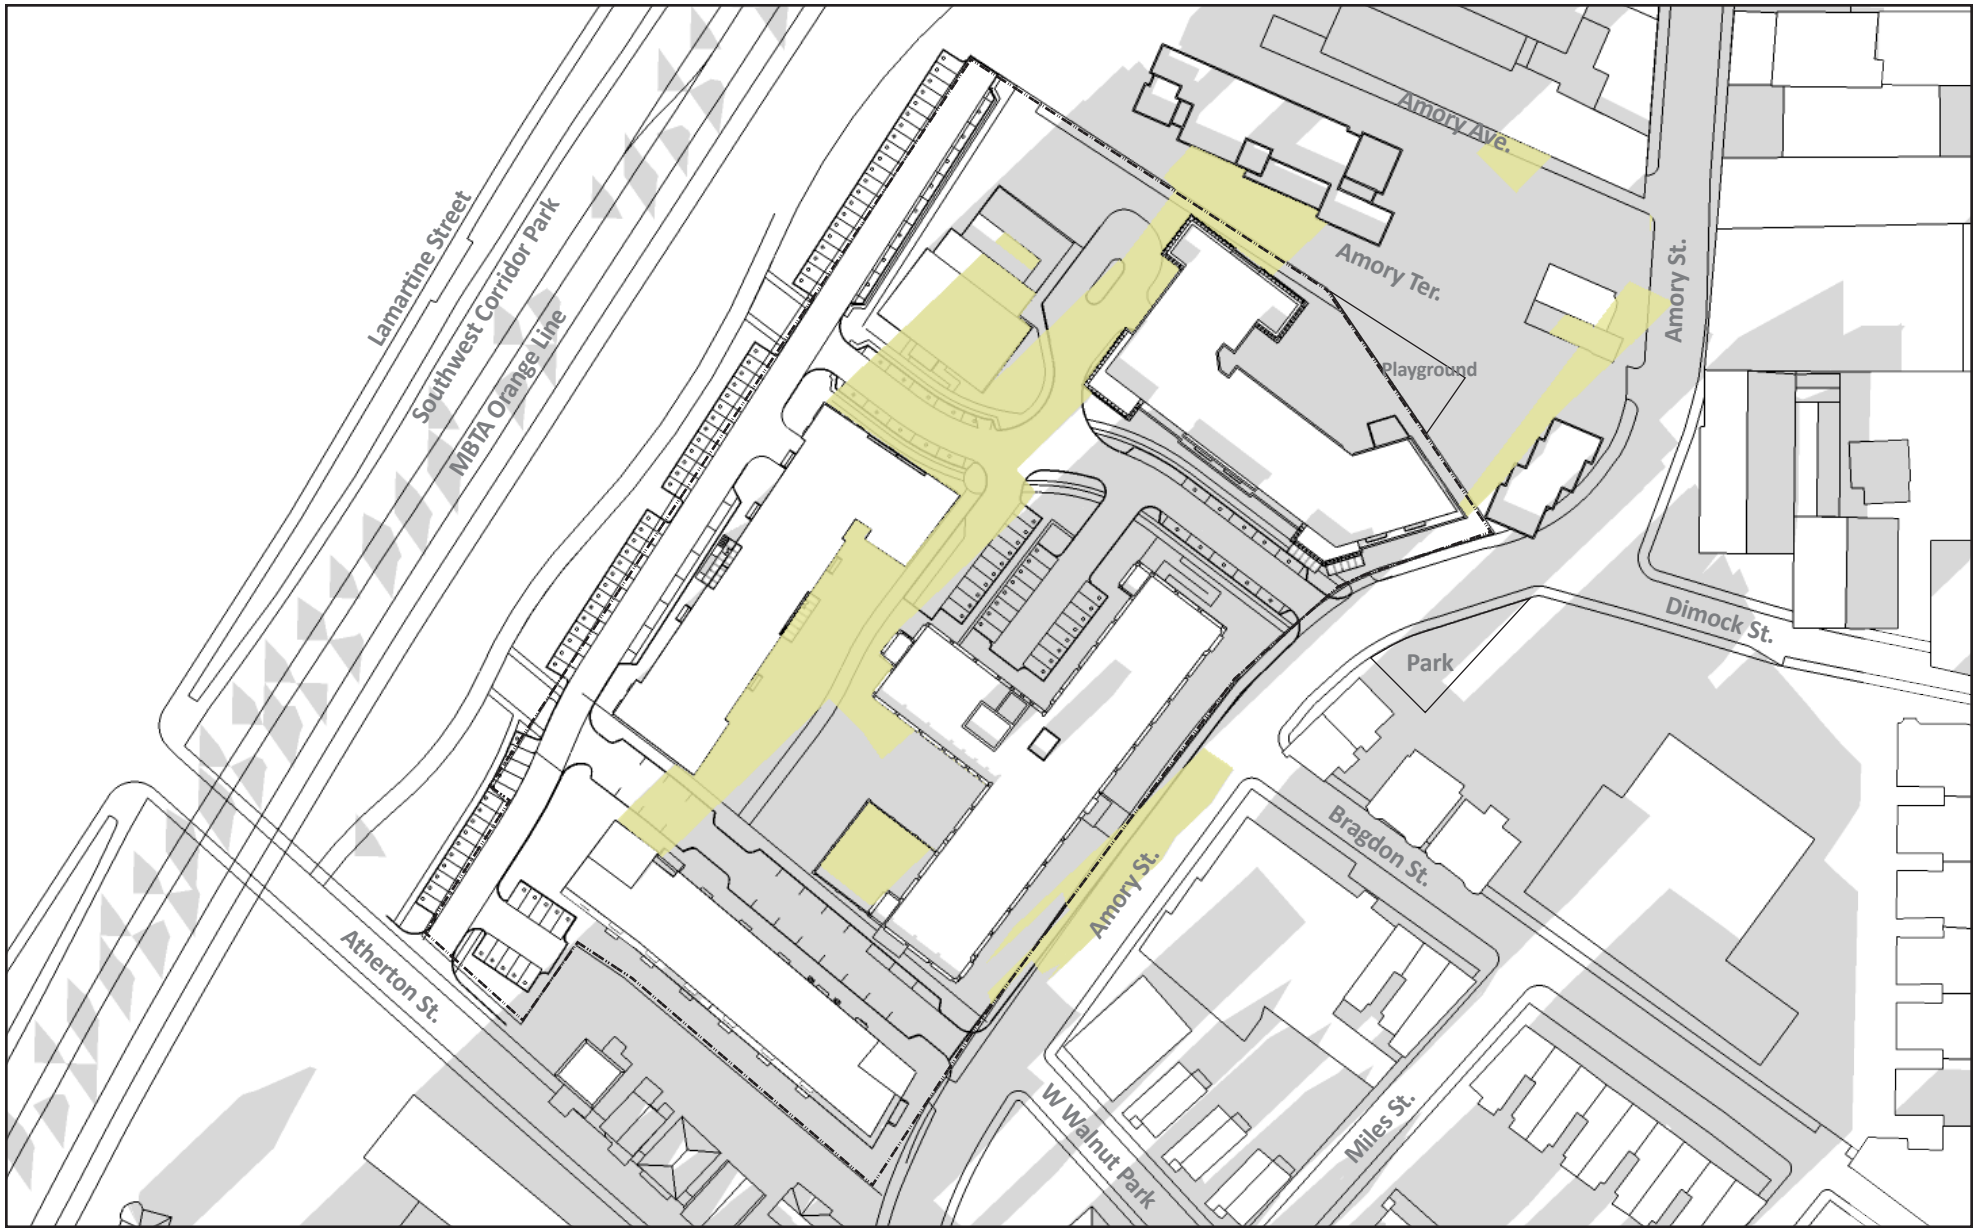 Amory Ave.
Lamartine Street
Southwest Corridor Park
MBTA Orange Line
Amory Ter.
Amory St.
Playground
Dimock St.
Park
Bragdon St.
Amory St.
Atherton St.
W Walnut Park
Miles St.